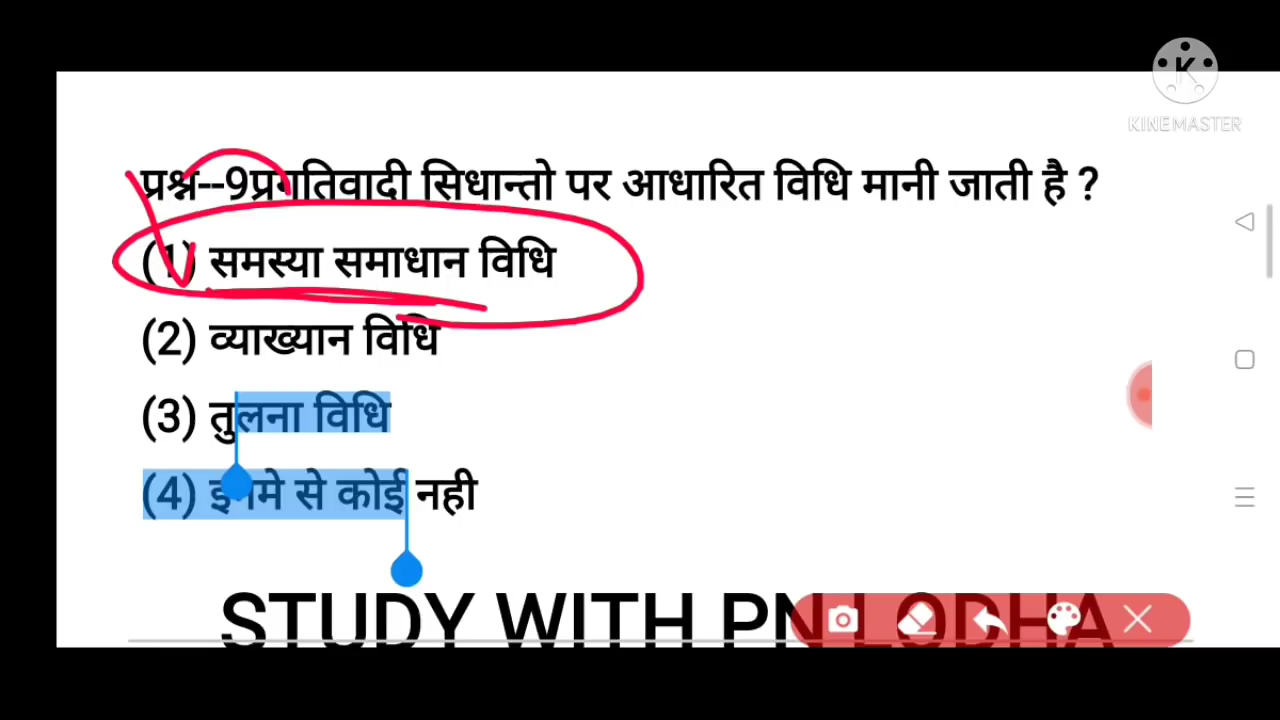 KINEMASTER
प्रश्न--9प्रगतिवादी सिधान्तो पर आधारित विधि मानी जाती है ?
(1) समस्या समाधान विधि
(2) व्याख्यान विधि
(3) तुलना विधि
(4) इनमे से कोई नही
STUDY WITH PN LODHA